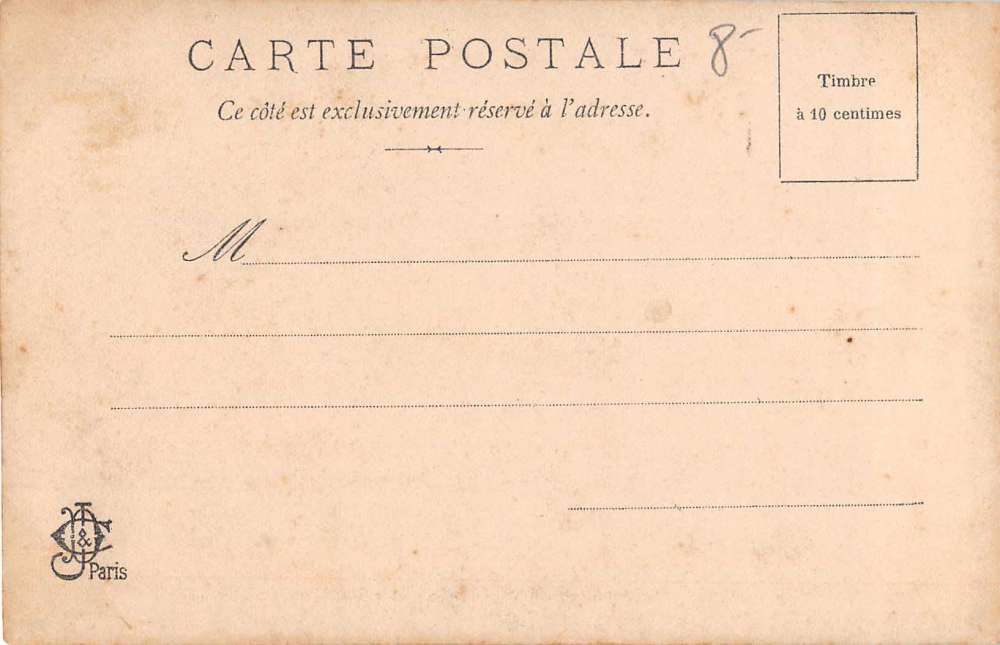 CARTE POSTALE 8-
Ce côté est exclusivement réservé à l'adresse.
Timbre
à 10 centimes
M
&
Paris